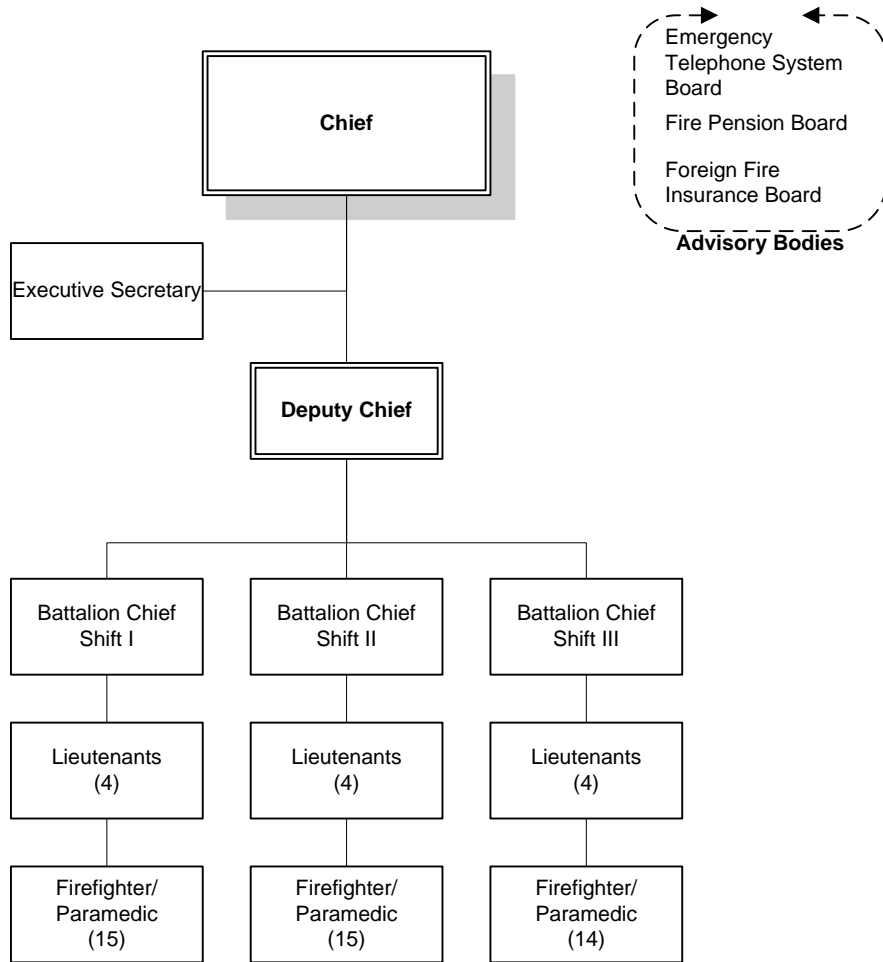 Chief
Emergency
Telephone System
Board
Fire Pension Board
Foreign Fire
Insurance Board
Advisory Bodies
Executive Secretary
Deputy Chief
Battalion Chief
Shift I
Battalion Chief
Shift II
Battalion Chief
Shift III
Lieutenants
(4)
Lieutenants
(4)
Lieutenants
(4)
Firefighter/
Paramedic
(15)
Firefighter/
Paramedic
(15)
Firefighter/
Paramedic
(14)